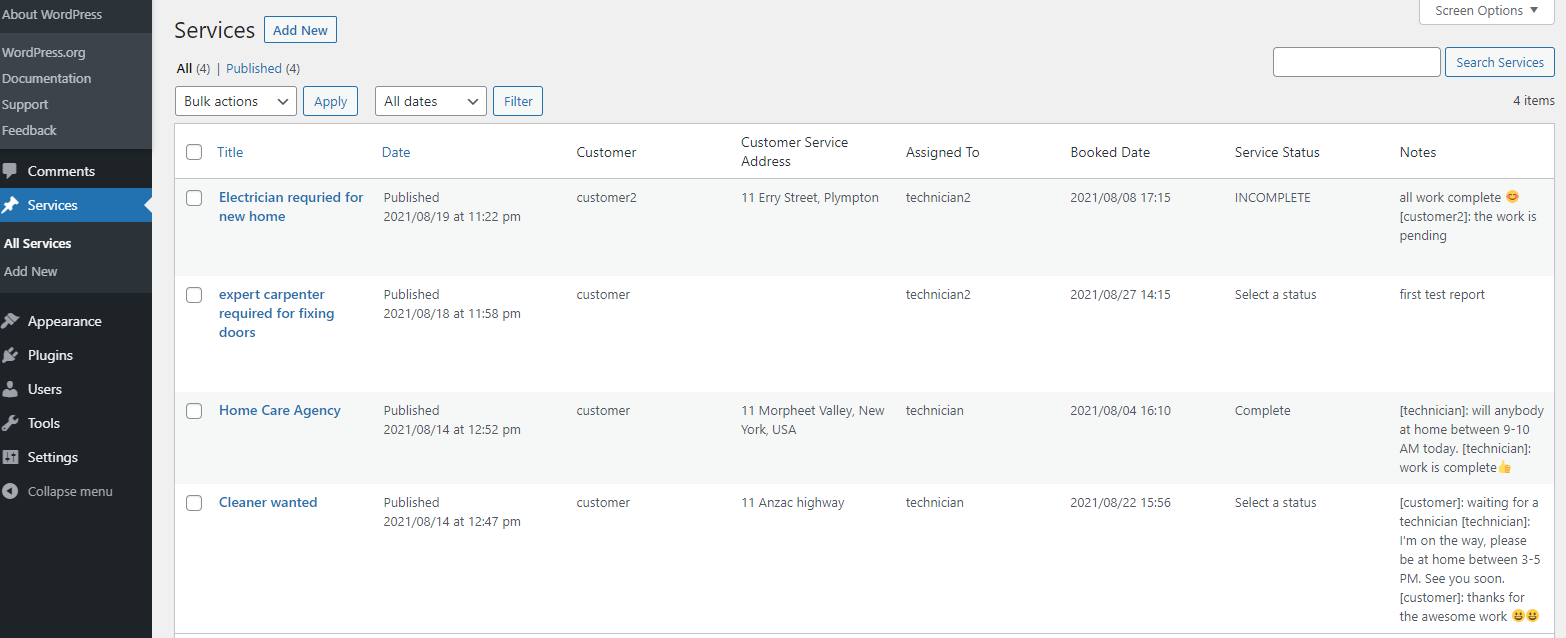 About WordPress
WordPress.org
Documentation
Support
Feedback
Comments
Services
All Services
Add New
Appearance
Plugins
Users
Tools
Settings
Collapse menu
Screen Options ▼
Services Add New
All (4) | Published (4)
Search Services
Bulk actions Apply All dates Filter
4 items
Title Date Customer Customer Service Address Assigned To Booked Date Service Status Notes
Electrician requried for
new home
Published
2021/08/19 at 11:22 pm
customer2
11 Erry Street, Plympton
technician2
2021/08/08 17:15
INCOMPLETE
all work complete 😊
[customer2]: the work is
pending
expert carpenter
required for fixing
doors
Published
2021/08/18 at 11:58 pm
customer
technician2
2021/08/27 14:15
Select a status
first test report
Home Care Agency
Published
2021/08/14 at 12:52 pm
customer
11 Morpheet Valley, New
York, USA
technician
2021/08/04 16:10
Complete
[technician]: will anybody
at home between 9-10
AM today. [technician]:
work is complete👍
Cleaner wanted
Published
2021/08/14 at 12:47 pm
customer
11 Anzac highway
technician
2021/08/22 15:56
Select a status
[customer]: waiting for a
technician [technician]:
I'm on the way, please
be at home between 3-5
PM. See you soon.
[customer]: thanks for
the awesome work 😀😀